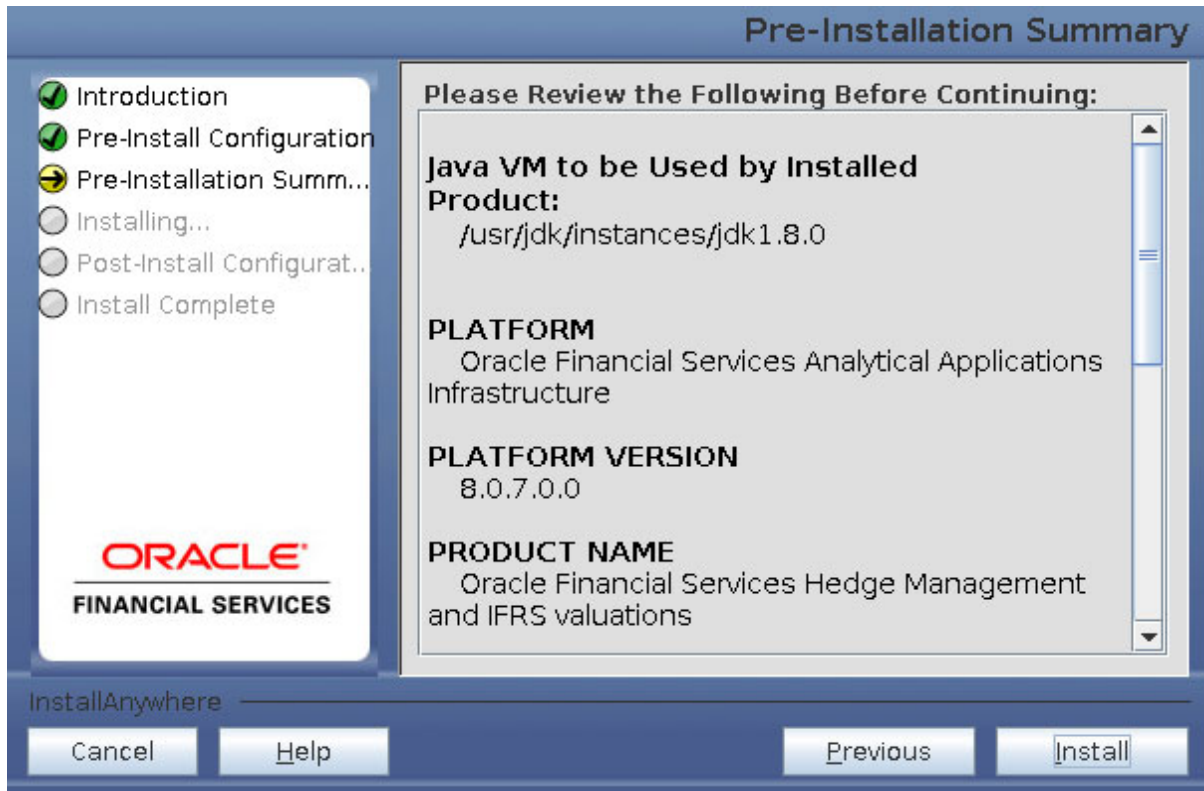 Pre-Installation Summary
Introduction
Pre-Install Configuration
Pre-Installation Summ...
Installing...
Post-Install Configurat...
Install Complete
ORACLE
FINANCIAL SERVICES
Please Review the Following Before Continuing:
Java VM to be Used by Installed
Product:
/usr/jdk/instances/jdk1.8.0
PLATFORM
Oracle Financial Services Analytical Applications
Infrastructure
PLATFORM VERSION
8.0.7.0.0
PRODUCT NAME
Oracle Financial Services Hedge Management
and IFRS valuations
InstallAnywhere
Cancel
Help
Previous
Install